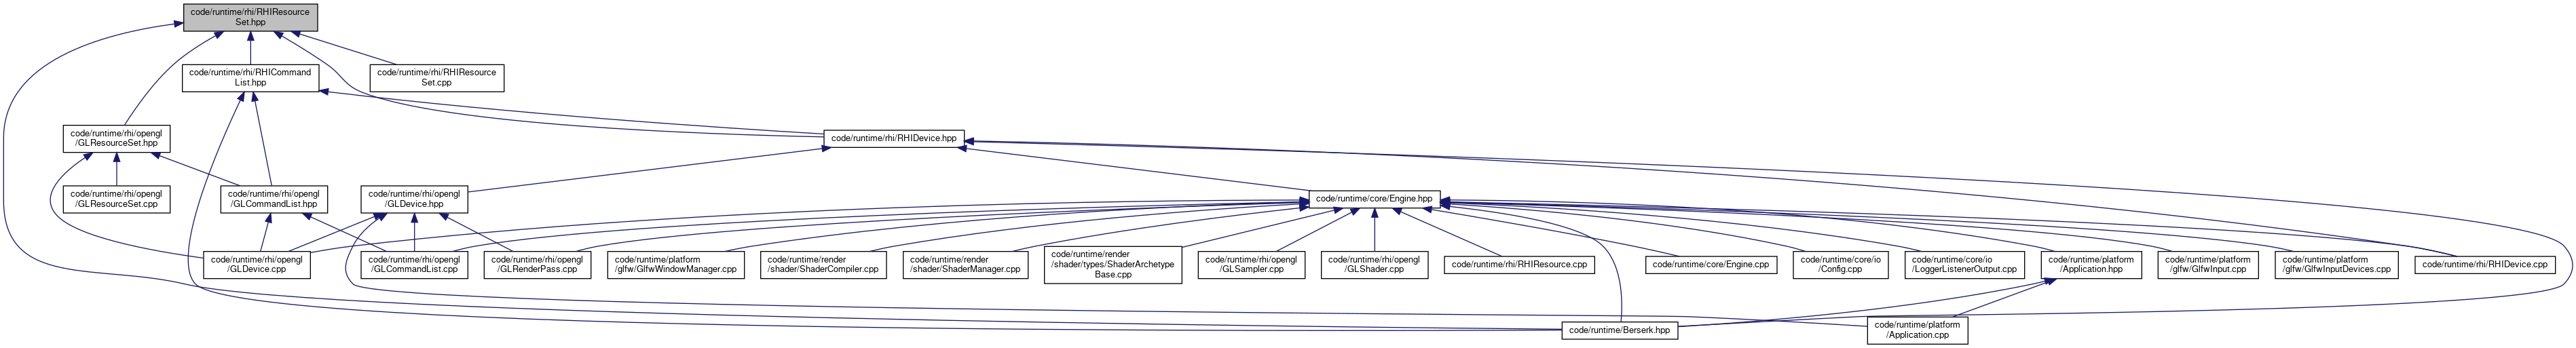 code/runtime/rhi/RHIResource
Set.hpp
code/runtime/rhi/RHICommand
List.hpp
code/runtime/rhi/RHIResource
Set.cpp
code/runtime/rhi/opengl
/GLResourceSet.hpp
code/runtime/rhi/RHIDevice.hpp
code/runtime/rhi/opengl
/GLResourceSet.cpp
code/runtime/rhi/opengl
/GLCommandList.hpp
code/runtime/rhi/opengl
/GLDevice.hpp
code/runtime/core/Engine.hpp
code/runtime/rhi/opengl
/GLDevice.cpp
code/runtime/rhi/opengl
/GLCommandList.cpp
code/runtime/rhi/opengl
/GLRenderPass.cpp
code/runtime/platform
/glfw/GlfwWindowManager.cpp
code/runtime/render
/shader/ShaderCompiler.cpp
code/runtime/render
/shader/ShaderManager.cpp
code/runtime/render
/shader/types/ShaderArchetype
Base.cpp
code/runtime/rhi/opengl
/GLSampler.cpp
code/runtime/rhi/opengl
/GLShader.cpp
code/runtime/rhi/RHIResource.cpp
code/runtime/core/Engine.cpp
code/runtime/core/io
/Config.cpp
code/runtime/core/io
/LoggerListenerOutput.cpp
code/runtime/platform
/Application.hpp
code/runtime/platform
/glfw/GlfwInput.cpp
code/runtime/platform
/glfw/GlfwInputDevices.cpp
code/runtime/rhi/RHIDevice.cpp
code/runtime/Berserk.hpp
code/runtime/platform
/Application.cpp